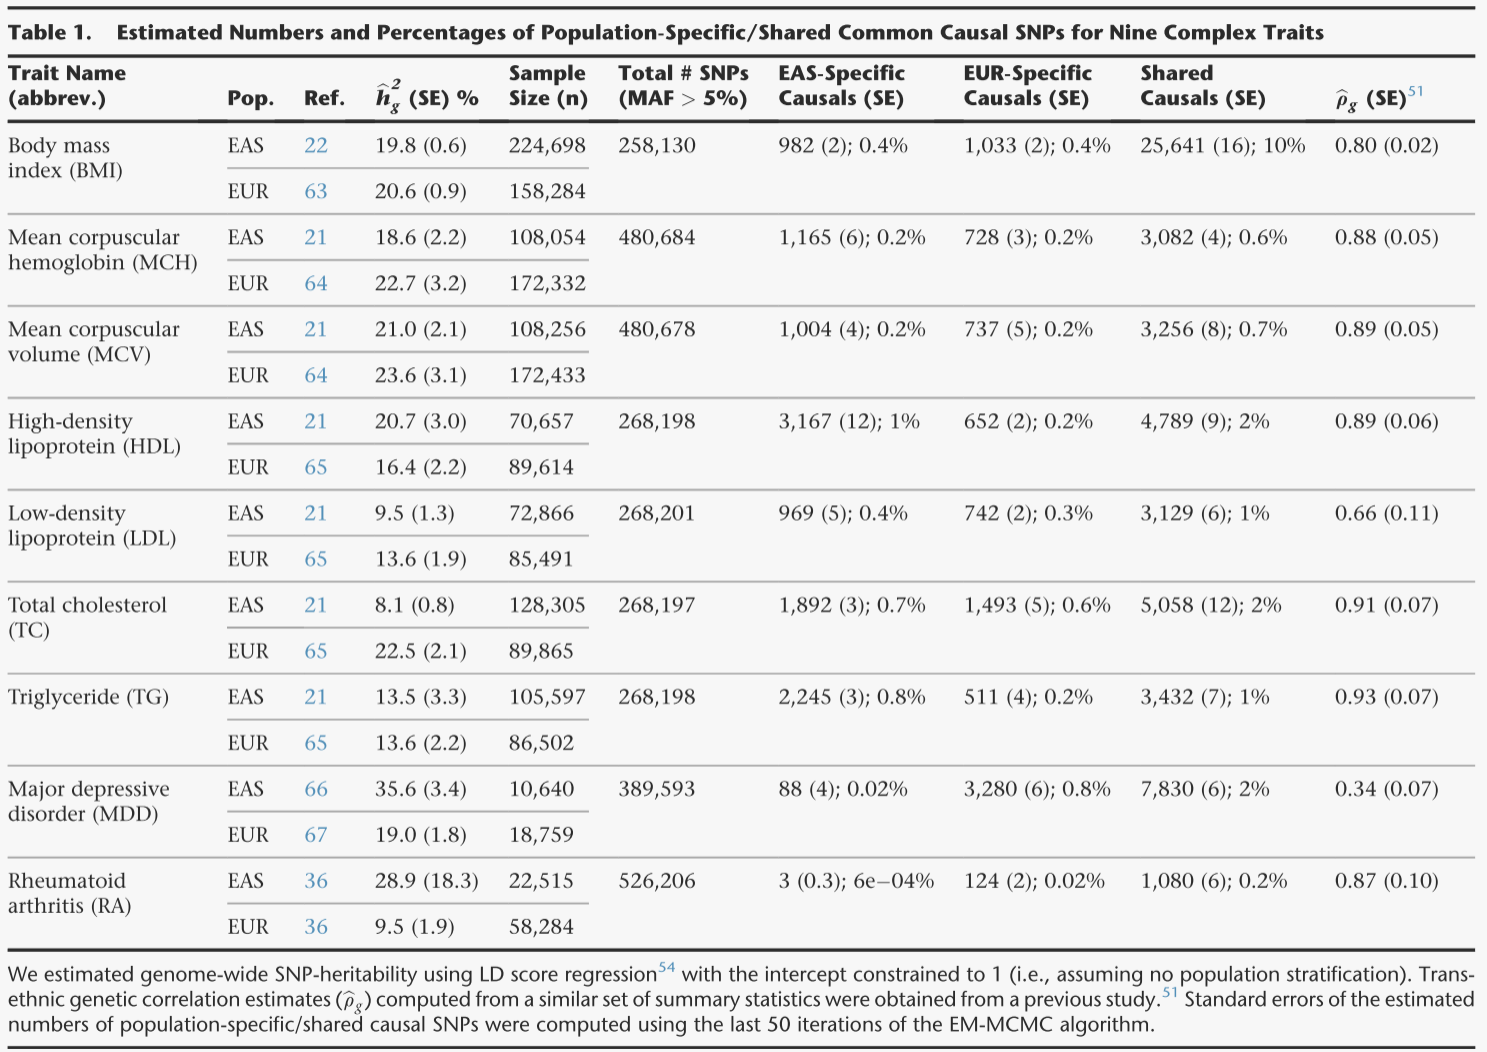 Table 1. Estimated Numbers and Percentages of Population-Specific/Shared Common Causal SNPs for Nine Complex Traits
Trait Name (abbrev.) Pop. Ref. ĥ²g (SE) % Sample Size (n) Total # SNPs (MAF > 5%) EAS-Specific Causals (SE) EUR-Specific Causals (SE) Shared Causals (SE) ρ̂g (SE)51
Body mass index (BMI) EAS 22 19.8 (0.6) 224,698 258,130 982 (2); 0.4% 1,033 (2); 0.4% 25,641 (16); 10% 0.80 (0.02)
EUR 63 20.6 (0.9) 158,284
Mean corpuscular hemoglobin (MCH) EAS 21 18.6 (2.2) 108,054 480,684 1,165 (6); 0.2% 728 (3); 0.2% 3,082 (4); 0.6% 0.88 (0.05)
EUR 64 22.7 (3.2) 172,332
Mean corpuscular volume (MCV) EAS 21 21.0 (2.1) 108,256 480,678 1,004 (4); 0.2% 737 (5); 0.2% 3,256 (8); 0.7% 0.89 (0.05)
EUR 64 23.6 (3.1) 172,433
High-density lipoprotein (HDL) EAS 21 20.7 (3.0) 70,657 268,198 3,167 (12); 1% 652 (2); 0.2% 4,789 (9); 2% 0.89 (0.06)
EUR 65 16.4 (2.2) 89,614
Low-density lipoprotein (LDL) EAS 21 9.5 (1.3) 72,866 268,201 969 (5); 0.4% 742 (2); 0.3% 3,129 (6); 1% 0.66 (0.11)
EUR 65 13.6 (1.9) 85,491
Total cholesterol (TC) EAS 21 8.1 (0.8) 128,305 268,197 1,892 (3); 0.7% 1,493 (5); 0.6% 5,058 (12); 2% 0.91 (0.07)
EUR 65 22.5 (2.1) 89,865
Triglyceride (TG) EAS 21 13.5 (3.3) 105,597 268,198 2,245 (3); 0.8% 511 (4); 0.2% 3,432 (7); 1% 0.93 (0.07)
EUR 65 13.6 (2.2) 86,502
Major depressive disorder (MDD) EAS 66 35.6 (3.4) 10,640 389,593 88 (4); 0.02% 3,280 (6); 0.8% 7,830 (6); 2% 0.34 (0.07)
EUR 67 19.0 (1.8) 18,759
Rheumatoid arthritis (RA) EAS 36 28.9 (18.3) 22,515 526,206 3 (0.3); 6e−04% 124 (2); 0.02% 1,080 (6); 0.2% 0.87 (0.10)
EUR 36 9.5 (1.9) 58,284
We estimated genome-wide SNP-heritability using LD score regression54 with the intercept constrained to 1 (i.e., assuming no population stratification). Trans-
ethnic genetic correlation estimates (ρ̂g) computed from a similar set of summary statistics were obtained from a previous study.51 Standard errors of the estimated
numbers of population-specific/shared causal SNPs were computed using the last 50 iterations of the EM-MCMC algorithm.